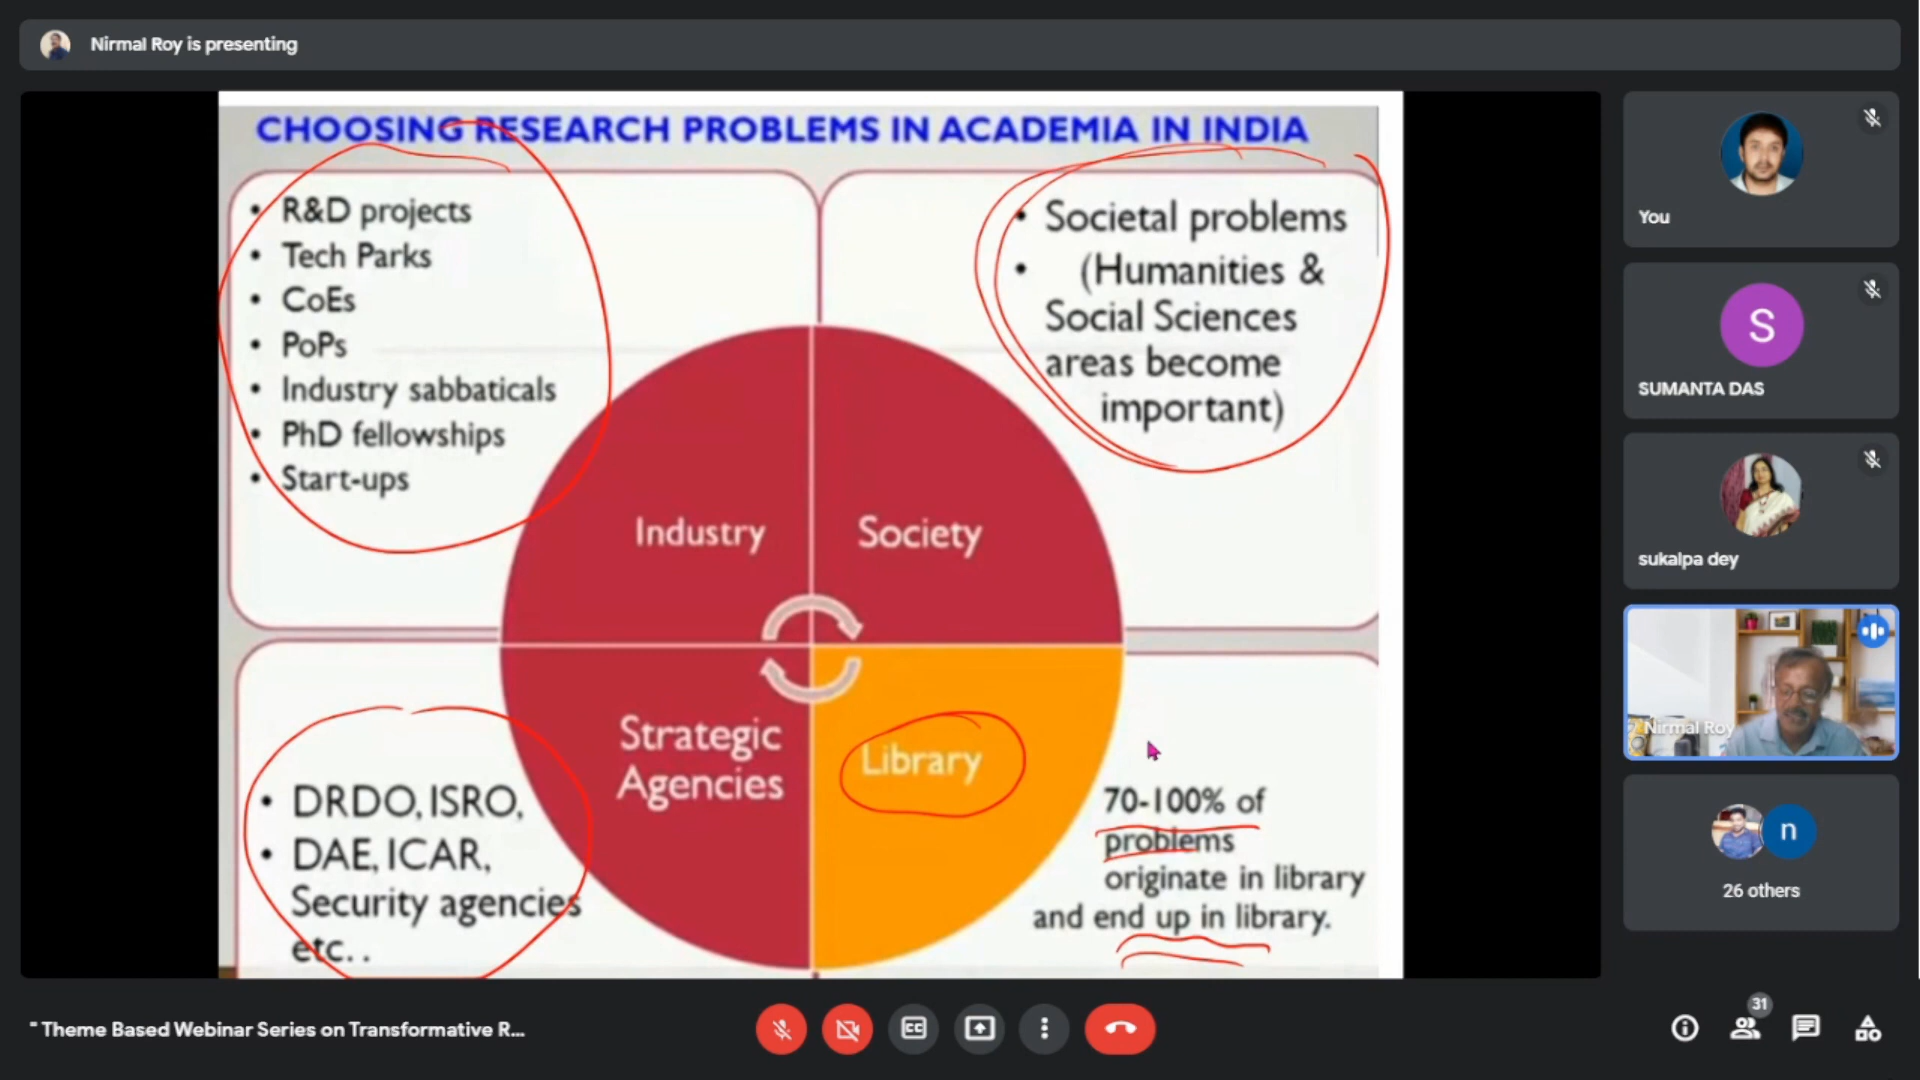 Nirmal Roy is presenting
CHOOSING RESEARCH PROBLEMS IN ACADEMIA IN INDIA
• R&D projects
• Tech Parks
• CoEs
• PoPs
• Industry sabbaticals
• PhD fellowships
• Start-ups
• Societal problems
• (Humanities &
Social Sciences
areas become
important)
Industry
Society
Strategic
Agencies
Library
• DRDO, ISRO,
• DAE, ICAR,
Security agencies
etc. .
70-100% of
problems
originate in library
and end up in library.
You
S
SUMANTA DAS
sukalpa dey
Nirmal Roy
n
26 others
" Theme Based Webinar Series on Transformative R...
CC
31